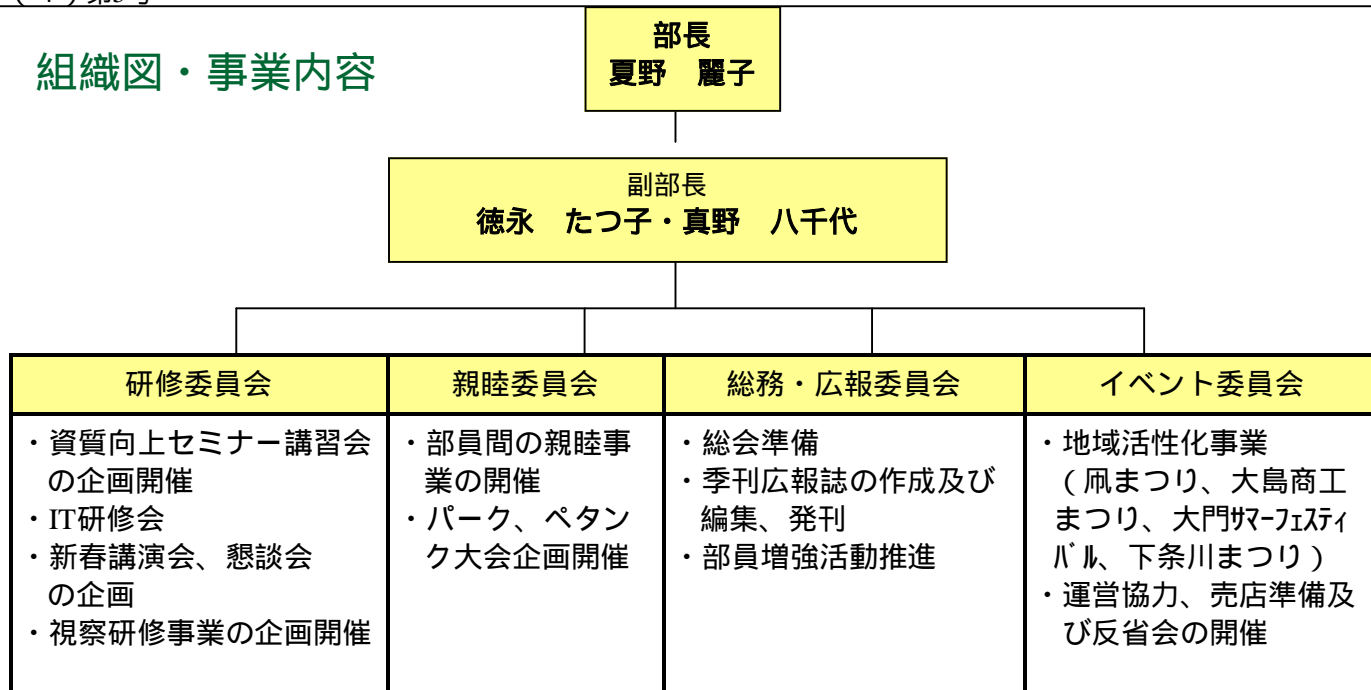 部長
夏野　麗子
組織図・事業内容
副部長
徳永　たつ子・真野　八千代
研修委員会
・資質向上セミナー講習会
の企画開催
・IT研修会
・新春講演会、懇談会
の企画
・視察研修事業の企画開催
親睦委員会
・部員間の親睦事
業の開催
・パーク、ペタン
ク大会企画開催
総務・広報委員会
・総会準備
・季刊広報誌の作成及び
編集、発刊
・部員増強活動推進
イベント委員会
・地域活性化事業
（凧まつり、大島商工
まつり、大門ｻﾏｰﾌｪｽﾃｨ
ﾊﾞﾙ、下条川まつり）
・運営協力、売店準備及
び反省会の開催